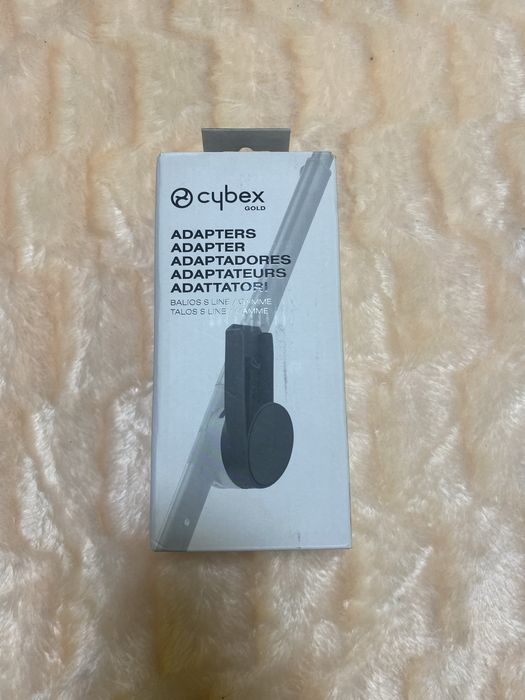 cybex
GOLD
ADAPTERS
ADAPTER
ADAPTADORES
ADAPTATEURS
ADATTATORI
BALIOS S LINE / GAMME
TALOS S LINE / GAMME